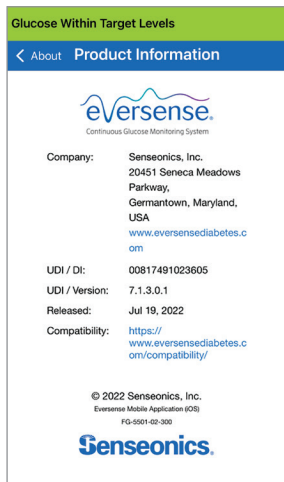 Glucose Within Target Levels
About Product Information
eversense.
Continuous Glucose Monitoring System
Company: Senseonics, Inc.
20451 Seneca Meadows
Parkway,
Germantown, Maryland,
USA
www.eversensediabetes.c
om
UDI / DI: 00817491023605
UDI / Version: 7.1.3.0.1
Released: Jul 19, 2022
Compatibility: https://
www.eversensediabetes.c
om/compatibility/
© 2022 Senseonics, Inc.
Eversense Mobile Application (iOS)
FG-5501-02-300
Senseonics.